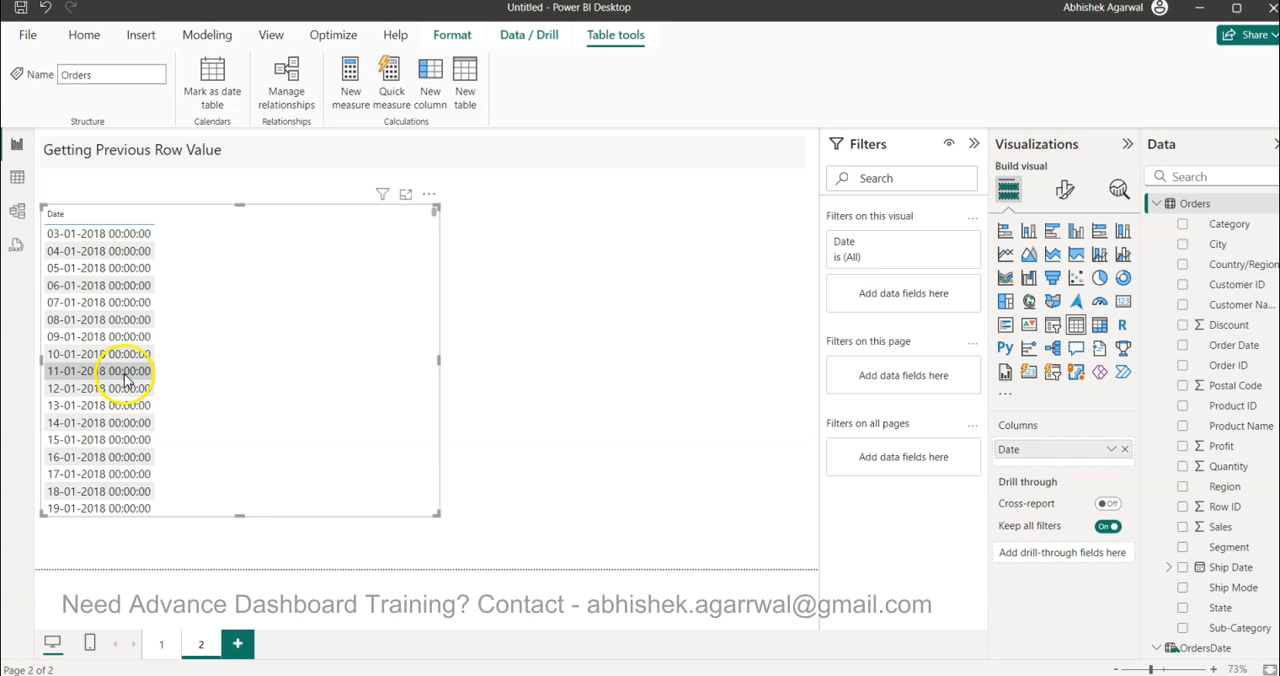 Untitled - Power BI Desktop
Abhishek Agarwal
File Home Insert Modeling View Optimize Help Format Data / Drill Table tools
Share
Name Orders
Mark as date table
Manage relationships
New measure
Quick measure
New column
New table
Structure
Calendars
Relationships
Calculations
Getting Previous Row Value
Date
03-01-2018 00:00:00
04-01-2018 00:00:00
05-01-2018 00:00:00
06-01-2018 00:00:00
07-01-2018 00:00:00
08-01-2018 00:00:00
09-01-2018 00:00:00
10-01-2018 00:00:00
11-01-2018 00:00:00
12-01-2018 00:00:00
13-01-2018 00:00:00
14-01-2018 00:00:00
15-01-2018 00:00:00
16-01-2018 00:00:00
17-01-2018 00:00:00
18-01-2018 00:00:00
19-01-2018 00:00:00
Need Advance Dashboard Training? Contact - abhishek.agarrwal@gmail.com
Filters
Search
Filters on this visual ...
Date
is (All)
Add data fields here
Filters on this page ...
Add data fields here
Filters on all pages ...
Add data fields here
Visualizations
Build visual
R
Py
...
Columns
Date
Drill through
Cross-report Off
Keep all filters On
Add drill-through fields here
Data
Search
Orders
Category
City
Country/Region
Customer ID
Customer Na...
Discount
Order Date
Order ID
Postal Code
Product ID
Product Name
Profit
Quantity
Region
Row ID
Sales
Segment
Ship Date
Ship Mode
State
Sub-Category
OrdersDate
1 2 +
Page 2 of 2
- + 73%